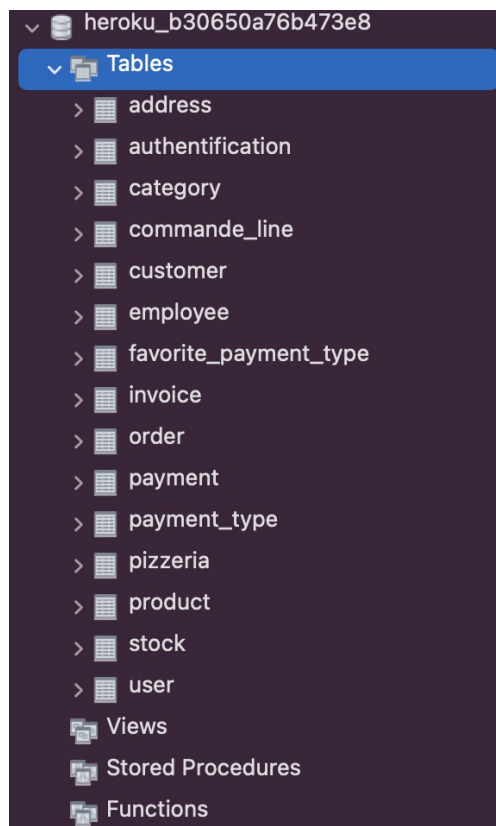 heroku_b30650a76b473e8
Tables
address
authentification
category
commande_line
customer
employee
favorite_payment_type
invoice
order
payment
payment_type
pizzeria
product
stock
user
Views
Stored Procedures
Functions